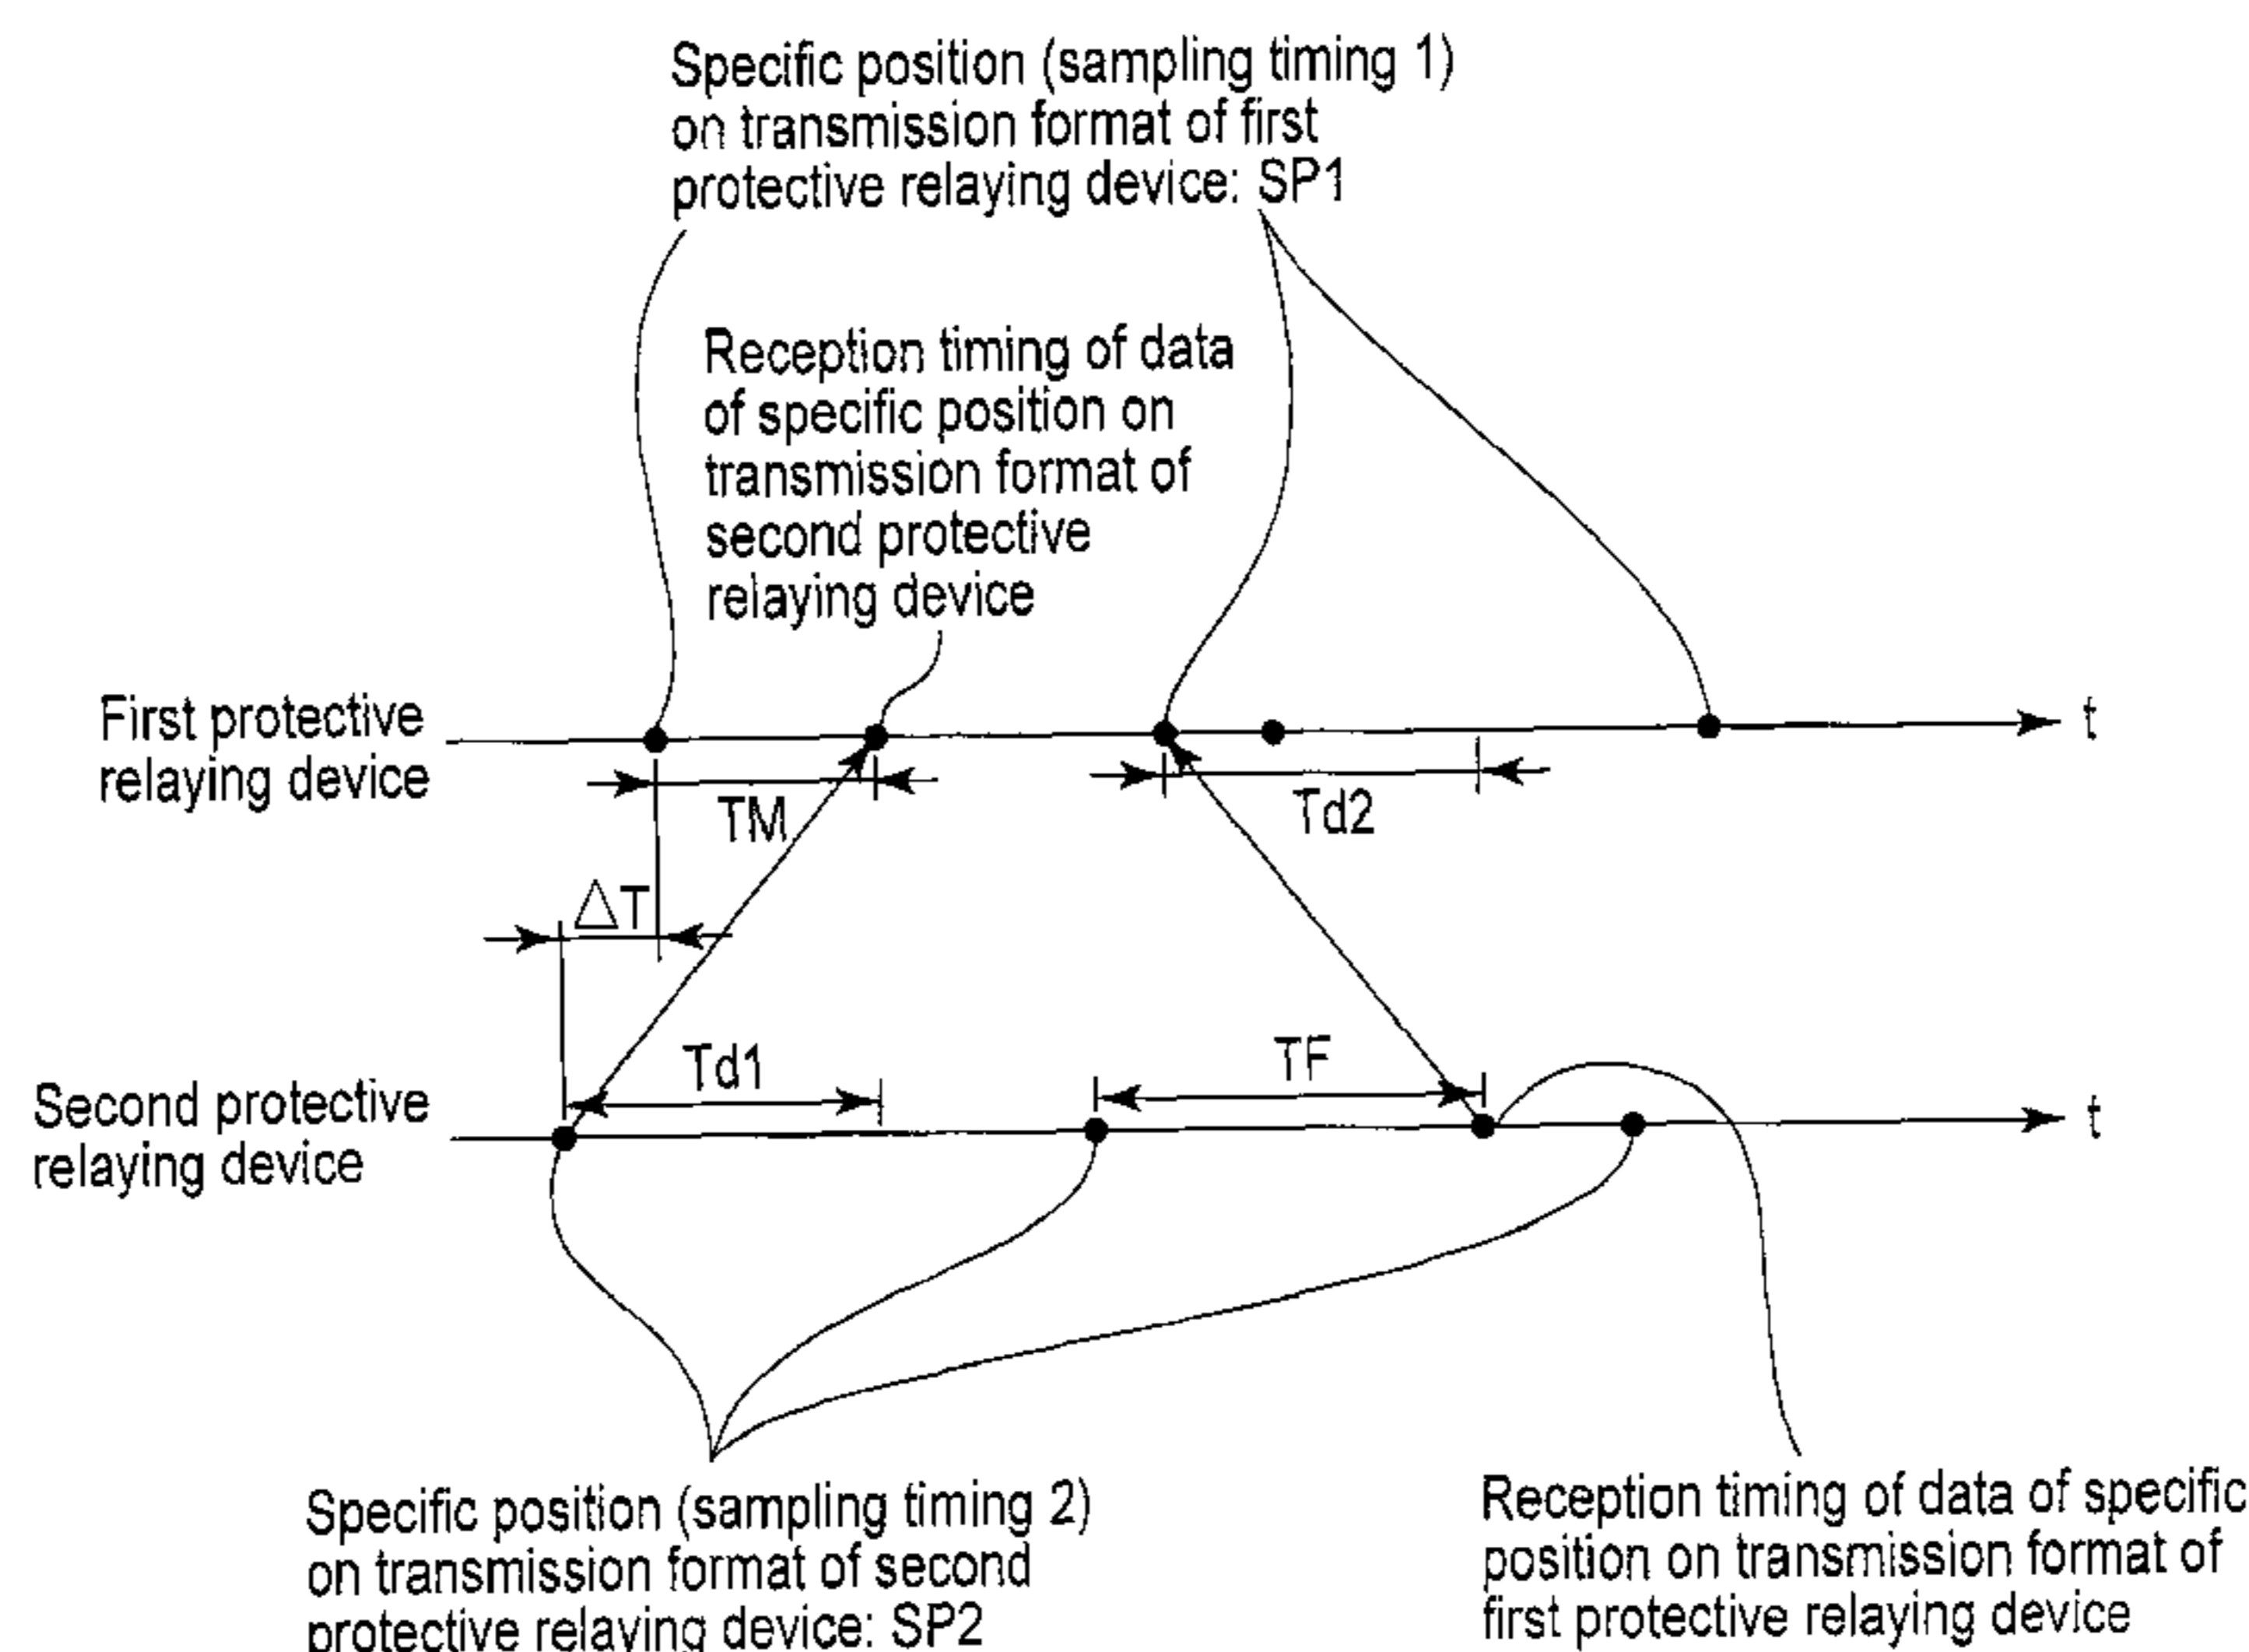 Specific position (sampling timing 1)
on transmission format of first
protective relaying device: SP1
Reception timing of data
of specific position on
transmission format of
second protective
relaying device
First protective
relaying device
t
TM
Td2
△T
Td1
TF
Second protective
relaying device
t
Specific position (sampling timing 2)
on transmission format of second
protective relaying device: SP2
Reception timing of data of specific
position on transmission format of
first protective relaying device